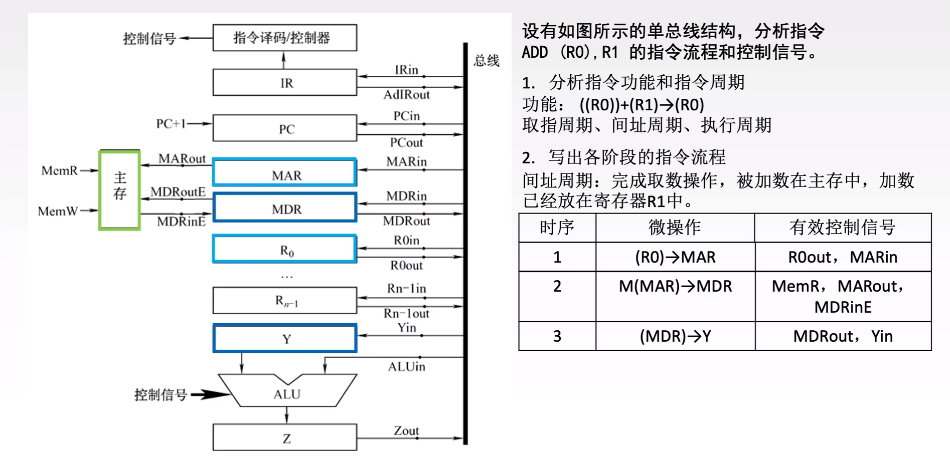 控制信号
指令译码/控制器
总线
IR
IRin
AdIRout
PC+1
PC
PCin
PCout
MemR
MemW
主存
MARout
MAR
MARin
MDRoutE
MDRinE
MDR
MDRin
MDRout
R0
R0in
R0out
…
Rn-1
Rn-1in
Rn-1out
Y
Yin
ALUin
控制信号
ALU
Z
Zout
设有如图所示的单总线结构，分析指令
ADD (R0),R1 的指令流程和控制信号。
1. 分析指令功能和指令周期
功能： ((R0))+(R1)→(R0)
取指周期、间址周期、执行周期
2. 写出各阶段的指令流程
间址周期：完成取数操作，被加数在主存中，加数
已经放在寄存器R1中。
时序 微操作 有效控制信号
1 (R0)→MAR R0out，MARin
2 M(MAR)→MDR MemR，MARout，
MDRinE
3 (MDR)→Y MDRout，Yin